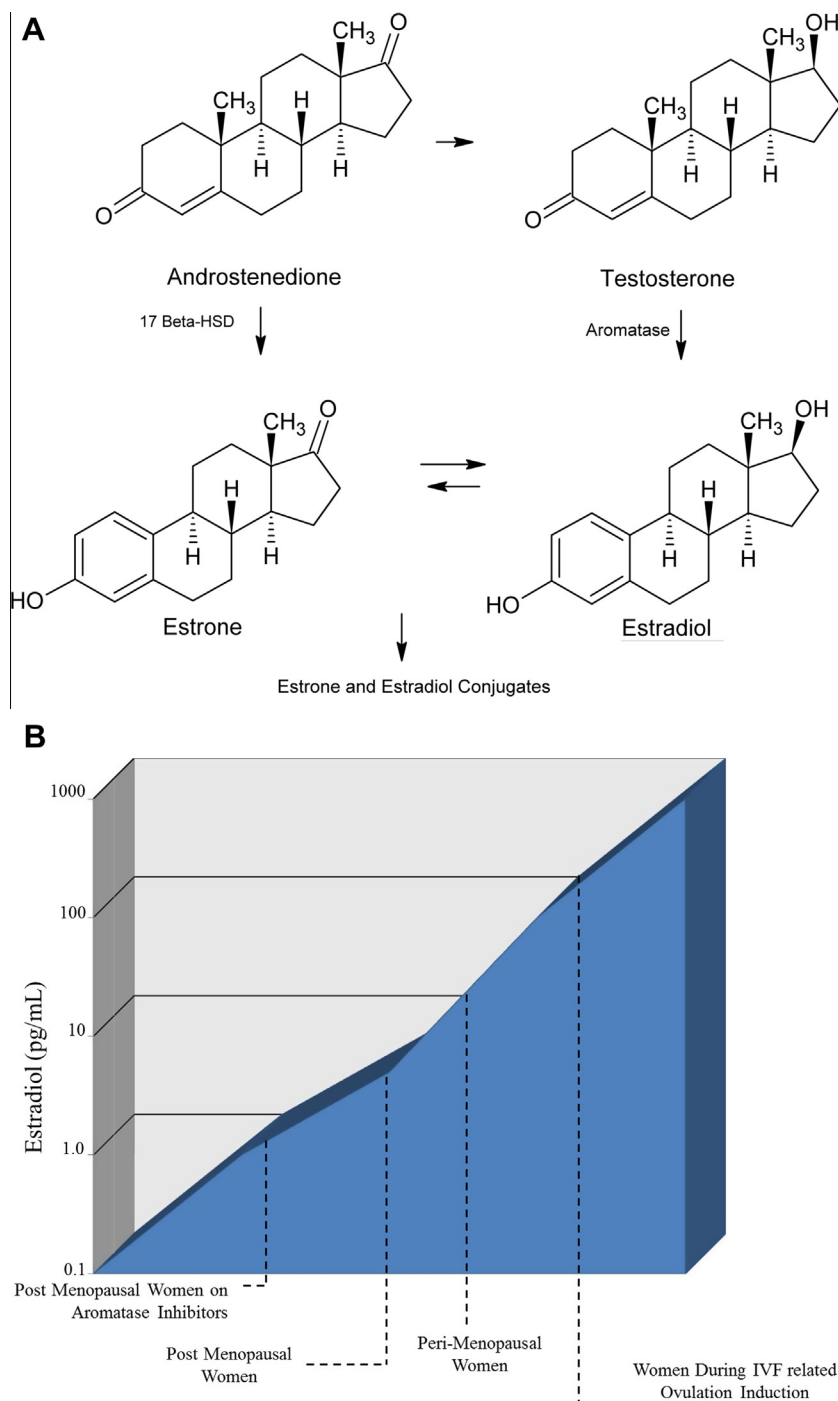 A
CH3
O
CH3
H
H
H
O
Androstenedione
OH
CH3
CH3
H
H
H
O
Testosterone
17 Beta-HSD
Aromatase
CH3
O
H
H
H
HO
Estrone
OH
CH3
H
H
H
HO
Estradiol
Estrone and Estradiol Conjugates
B
Estradiol (pg/mL)
1000
100
10
1.0
0.1
Post Menopausal Women on
Aromatase Inhibitors
Post Menopausal
Women
Peri-Menopausal
Women
Women During IVF related
Ovulation Induction